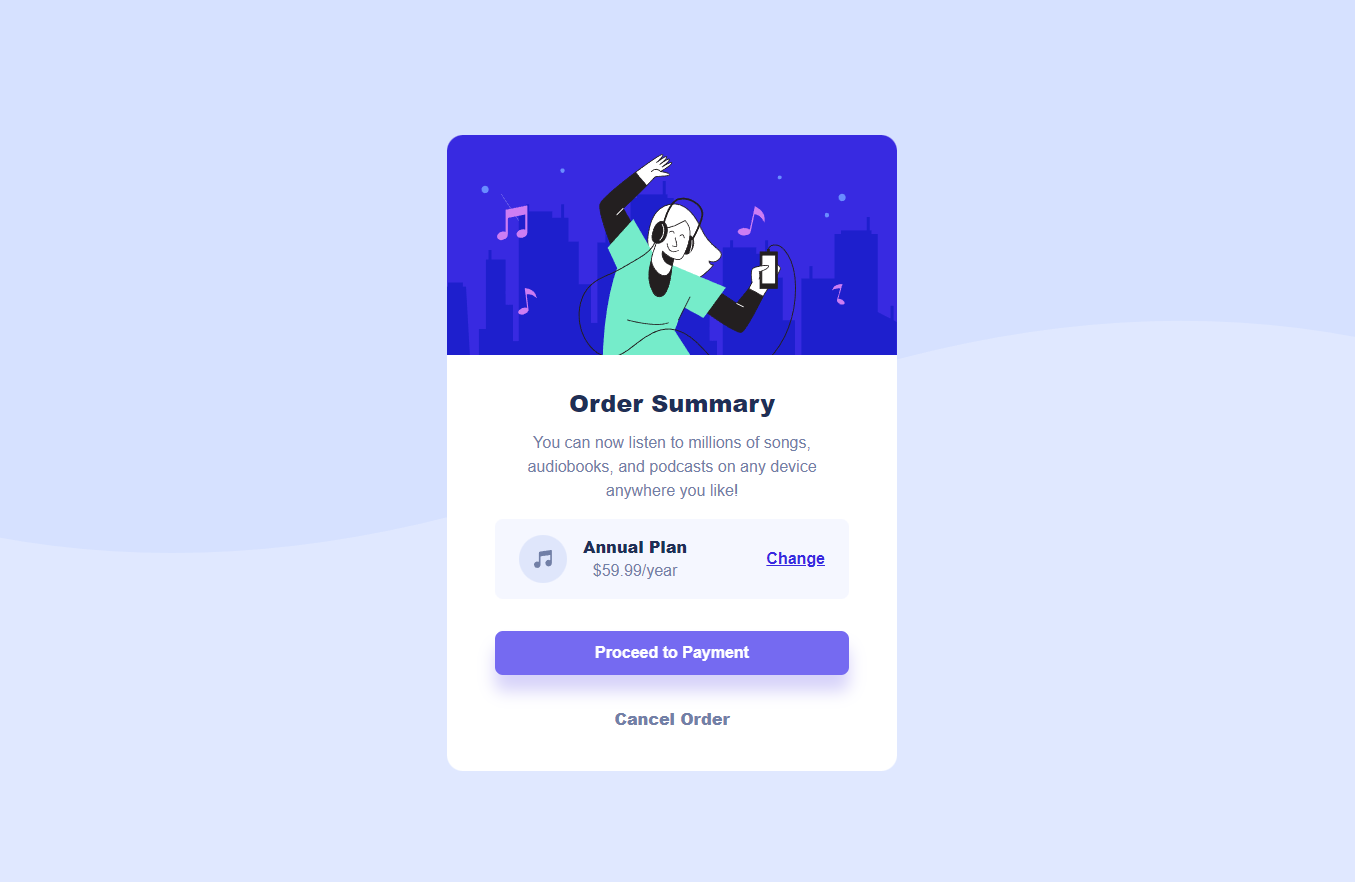 Order Summary
You can now listen to millions of songs,
audiobooks, and podcasts on any device
anywhere you like!
Annual Plan
$59.99/year
Change
Proceed to Payment
Cancel Order